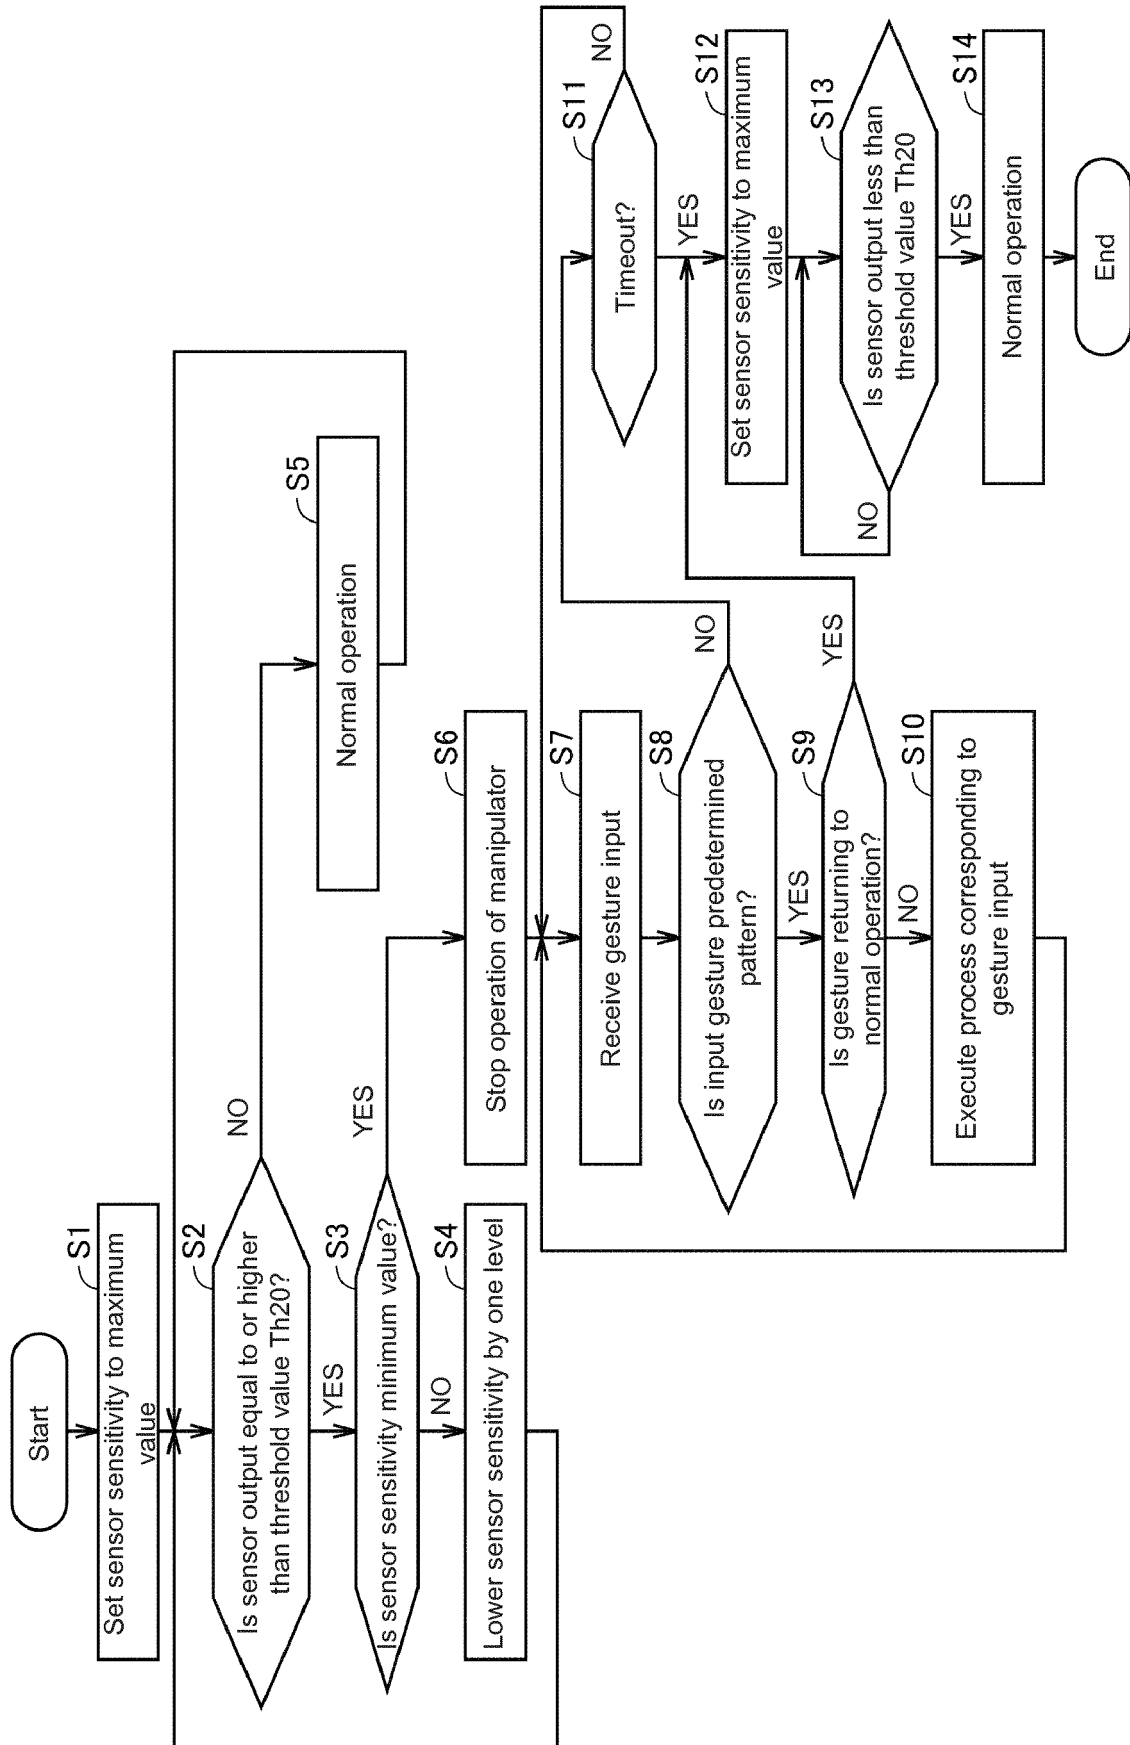 Start
S1
Set sensor sensitivity to maximum
value
S2
Is sensor output equal to or higher
than threshold value Th20?
NO
YES
S3
Is sensor sensitivity minimum value?
YES
NO
S4
Lower sensor sensitivity by one level
S5
Normal operation
S6
Stop operation of manipulator
S7
Receive gesture input
S8
Is input gesture predetermined
pattern?
NO
YES
S9
Is gesture returning to
normal operation?
YES
NO
S10
Execute process corresponding to
gesture input
S11
Timeout?
NO
YES
S12
Set sensor sensitivity to maximum
value
S13
Is sensor output less than
threshold value Th20
NO
YES
S14
Normal operation
End